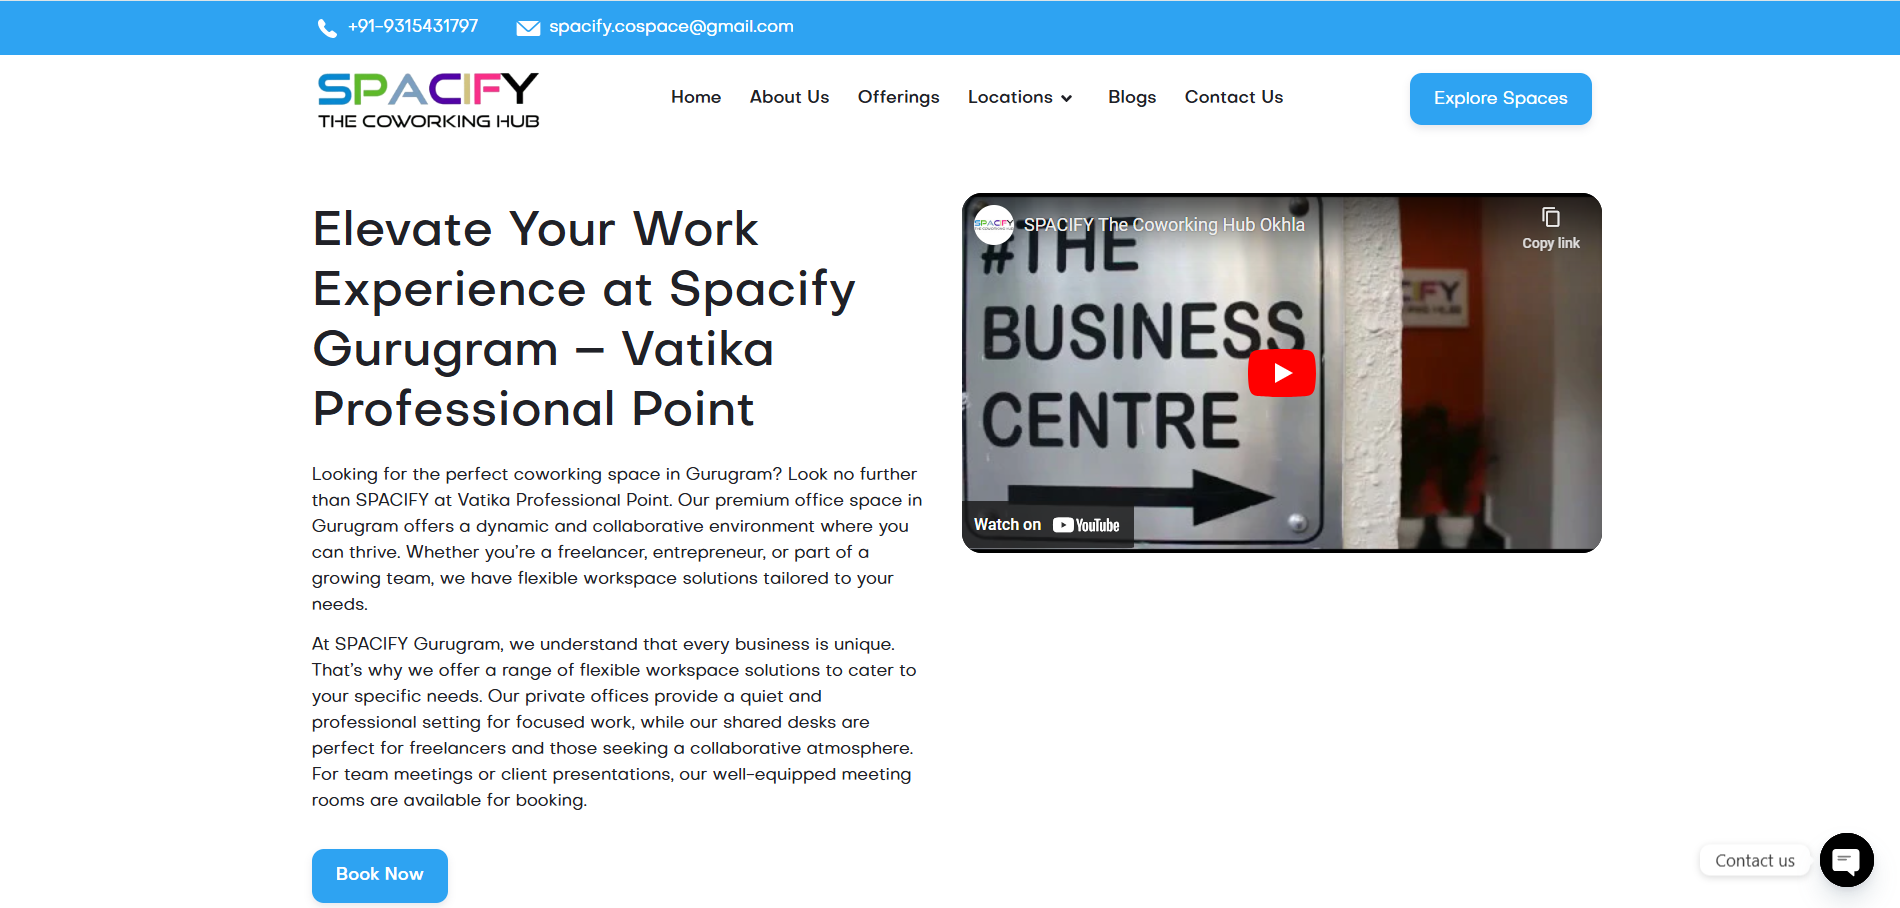 +91-9315431797
spacify.cospace@gmail.com
SPACIFY
THE COWORKING HUB
Home
About Us
Offerings
Locations
Blogs
Contact Us
Explore Spaces
Elevate Your Work
Experience at Spacify
Gurugram – Vatika
Professional Point
Looking for the perfect coworking space in Gurugram? Look no further
than SPACIFY at Vatika Professional Point. Our premium office space in
Gurugram offers a dynamic and collaborative environment where you
can thrive. Whether you’re a freelancer, entrepreneur, or part of a
growing team, we have flexible workspace solutions tailored to your
needs.
At SPACIFY Gurugram, we understand that every business is unique.
That’s why we offer a range of flexible workspace solutions to cater to
your specific needs. Our private offices provide a quiet and
professional setting for focused work, while our shared desks are
perfect for freelancers and those seeking a collaborative atmosphere.
For team meetings or client presentations, our well-equipped meeting
rooms are available for booking.
Book Now
SPACIFY
THE COWORKING HUB
SPACIFY The Coworking Hub Okhla
Copy link
#THE
BUSINESS
CENTRE
Watch on YouTube
Contact us